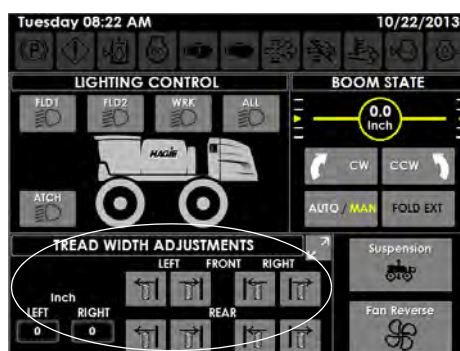 Tuesday 08:22 AM 10/22/2013
LIGHTING CONTROL
FLD1 FLD2 WRK ALL
HAGIE
ATCH
BOOM STATE
0.0
Inch
CW CCW
AUTO / MAN FOLD EXT
TREAD WIDTH ADJUSTMENTS
LEFT FRONT RIGHT
Inch
LEFT RIGHT REAR
0 0
Suspension
Fan Reverse